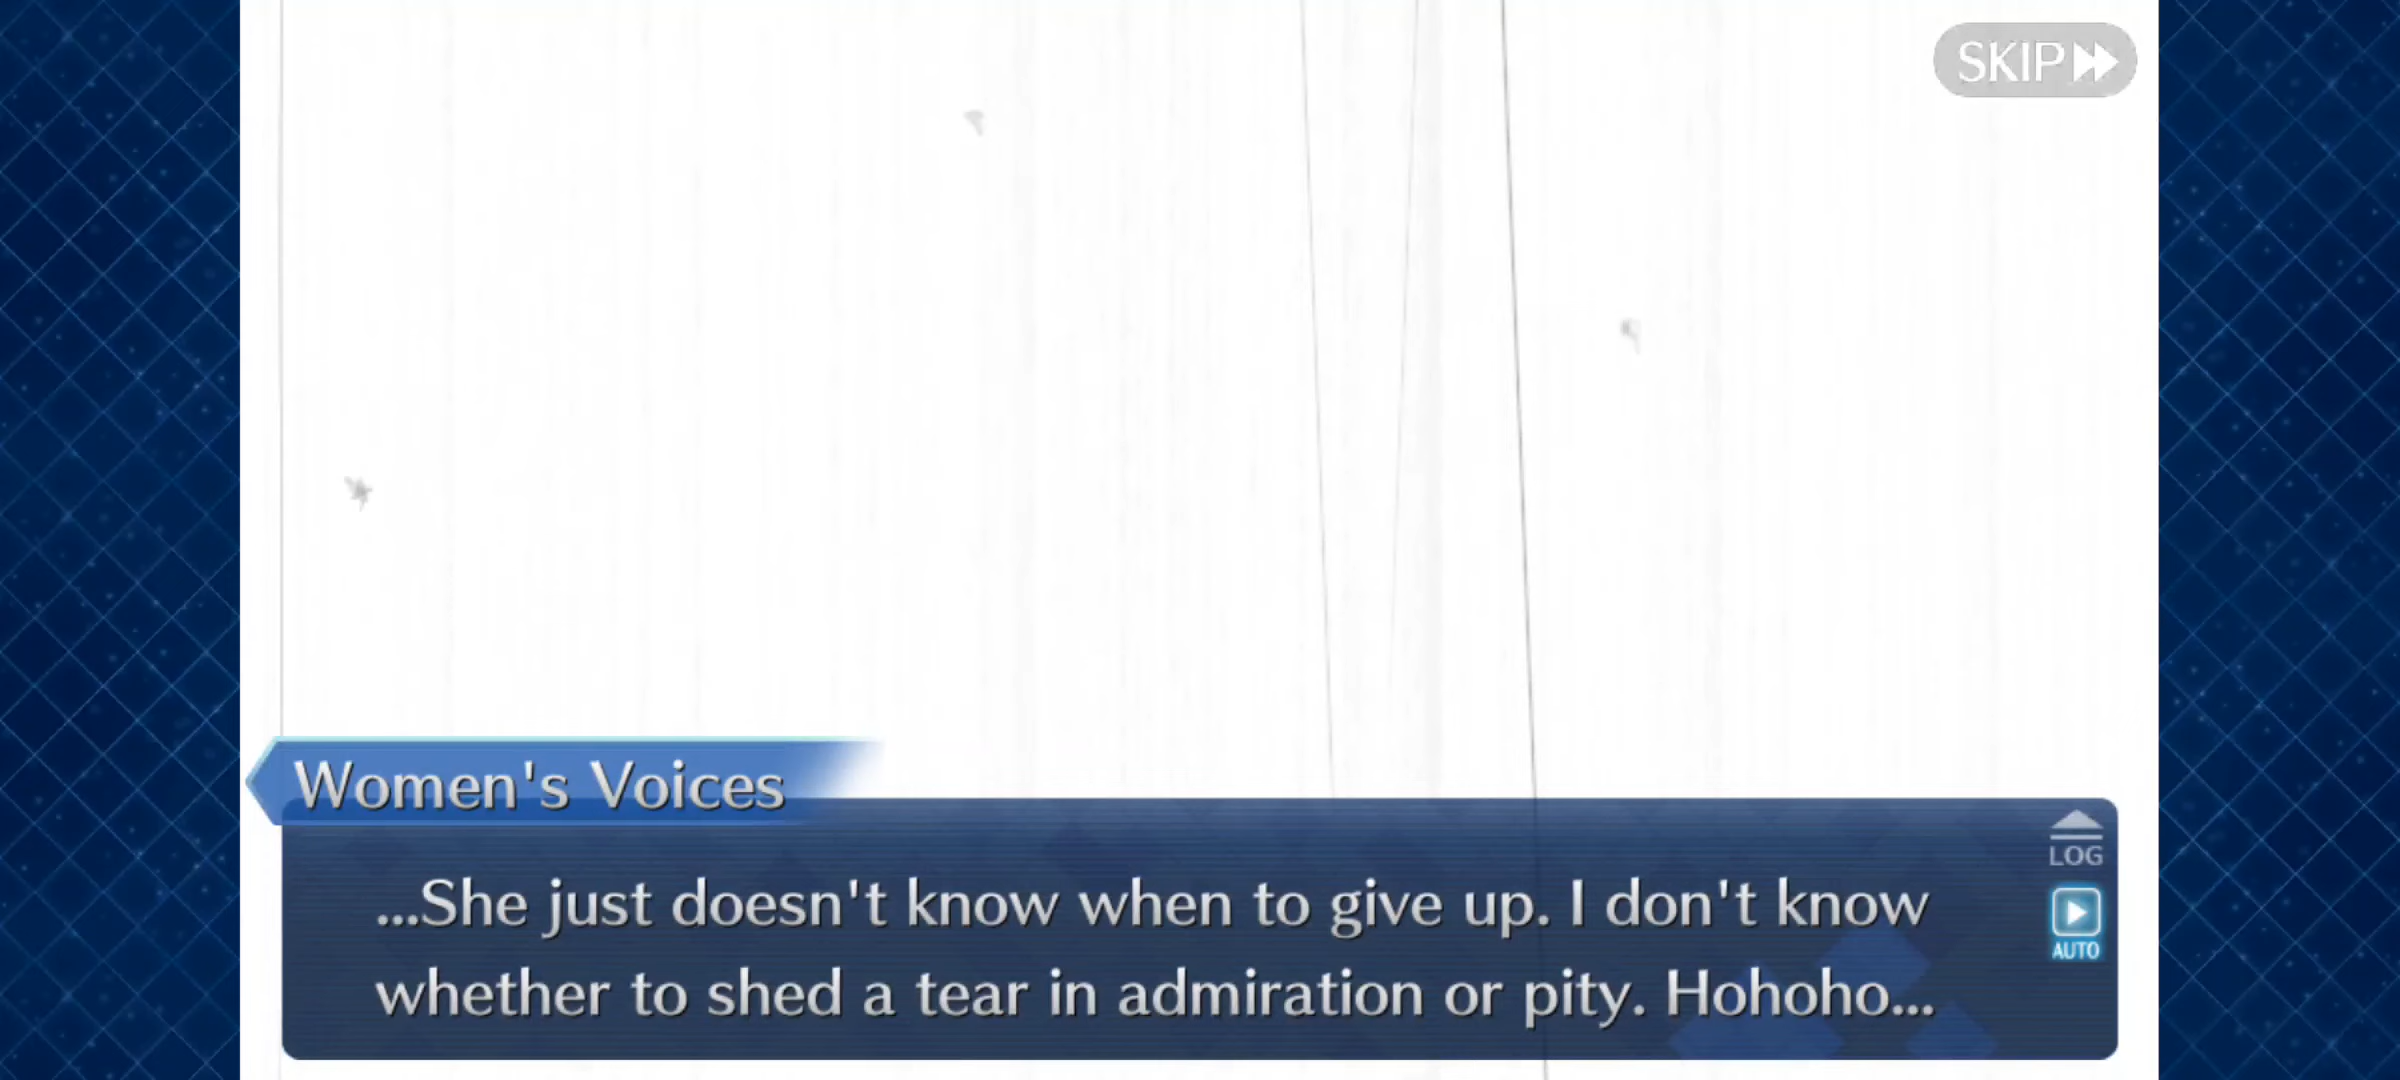 SKIP
Women's Voices
...She just doesn't know when to give up. I don't know
whether to shed a tear in admiration or pity. Hohoho...
LOG
AUTO